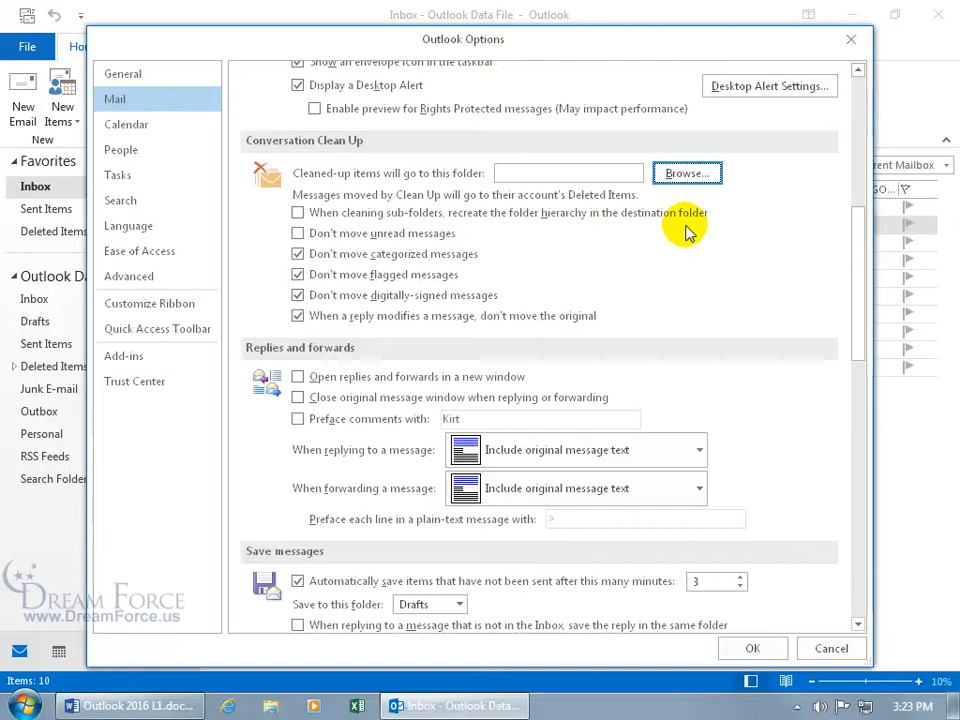 Inbox - Outlook Data File - Outlook
File
Outlook Options
New Email
New Items
New
Favorites
Inbox
Sent Items
Deleted Items
Inbox
Drafts
Sent Items
Junk E-mail
Outbox
Personal
RSS Feeds
Search Folder
General
Mail
Calendar
People
Tasks
Search
Language
Ease of Access
Advanced
Customize Ribbon
Quick Access Toolbar
Add-ins
Trust Center
Show an envelope icon in the taskbar
Display a Desktop Alert
Desktop Alert Settings...
Enable preview for Rights Protected messages (May impact performance)
Conversation Clean Up
Cleaned-up items will go to this folder:
Browse...
Messages moved by Clean Up will go to their account's Deleted Items.
When cleaning sub-folders, recreate the folder hierarchy in the destination folder
Don't move unread messages
Don't move categorized messages
Don't move flagged messages
Don't move digitally-signed messages
When a reply modifies a message, don't move the original
Replies and forwards
Open replies and forwards in a new window
Close original message window when replying or forwarding
Preface comments with: Kirt
When replying to a message: Include original message text
When forwarding a message: Include original message text
Preface each line in a plain-text message with: >
Save messages
Automatically save items that have not been sent after this many minutes: 3
Save to this folder: Drafts
When replying to a message that is not in the Inbox, save the reply in the same folder
OK
Cancel
rent Mailbox
DREAM FORCE
www.DreamForce.us
Items: 10
10%
Outlook 2016 L1.doc...
Inbox - Outlook Data...
3:23 PM